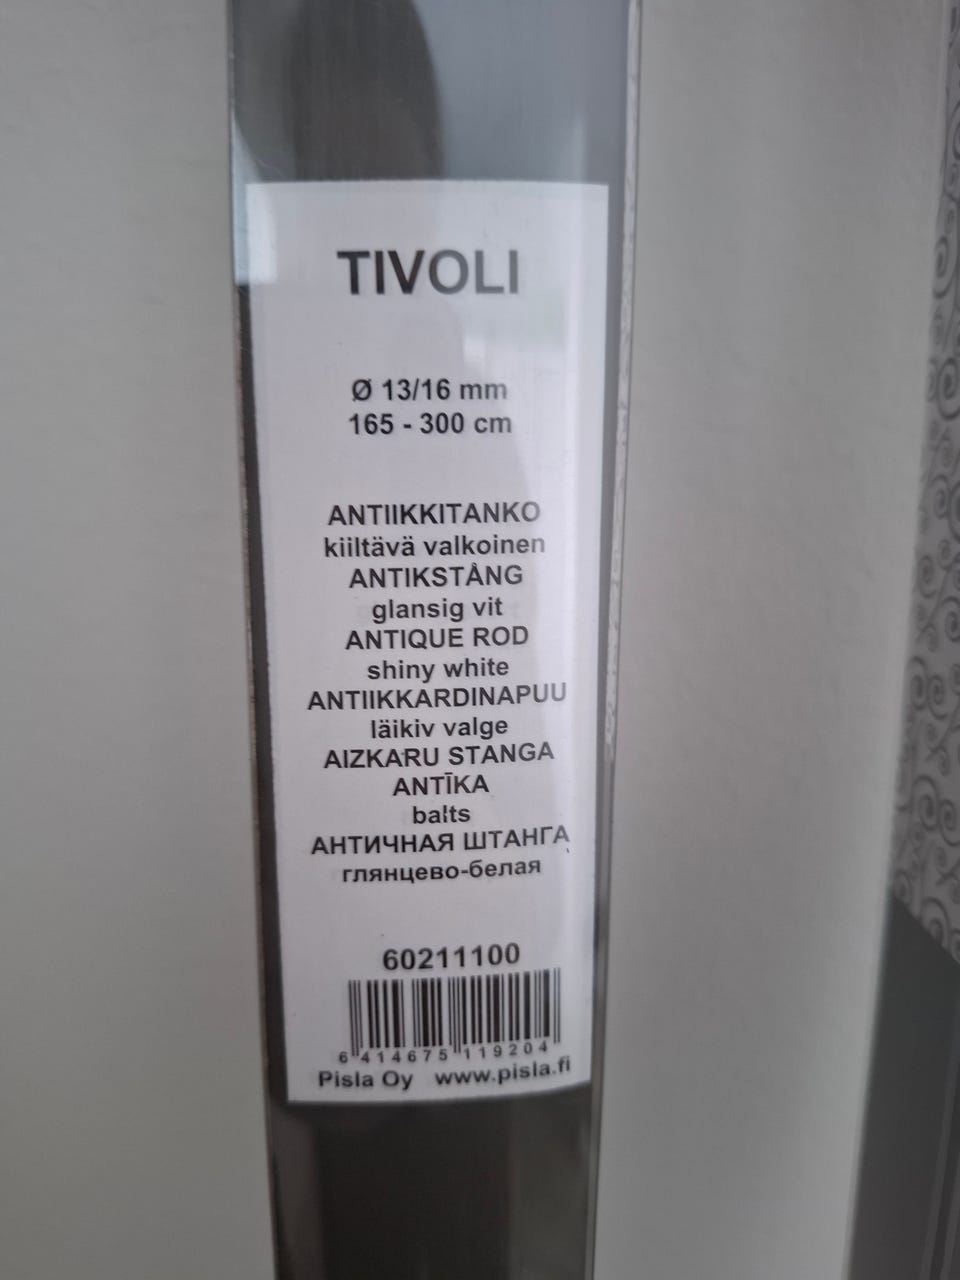 TIVOLI
Ø 13/16 mm
165 - 300 cm
ANTIIKKITANKO
kiiltävä valkoinen
ANTIKSTÅNG
glansig vit
ANTIQUE ROD
shiny white
ANTIIKKARDINAPUU
läikiv valge
AIZKARU STANGA
ANTĪKA
balts
АНТИЧНАЯ ШТАНГА
глянцево-белая
60211100
6 414675 119204
Pisla Oy www.pisla.fi